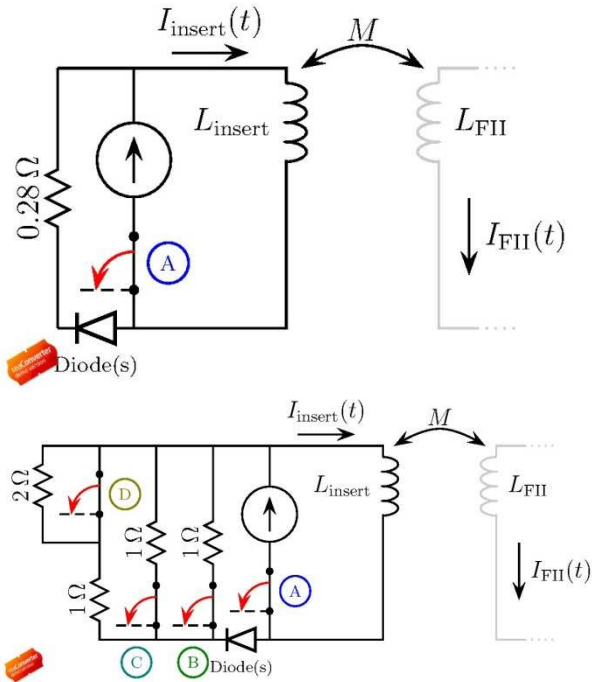 I_insert(t)
M
L_insert
L_FII
0.28 Ω
A
I_FII(t)
Diode(s)
I_insert(t)
M
D
2 Ω
L_insert
L_FII
1 Ω
1 Ω
1 Ω
A
I_FII(t)
C
B
Diode(s)